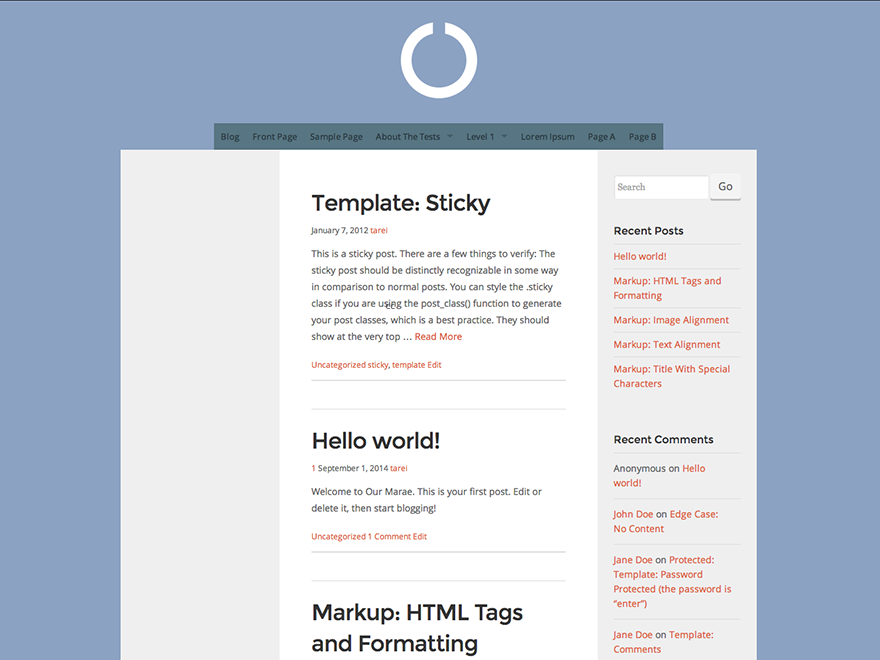 Blog Front Page Sample Page About The Tests Level 1 Lorem Ipsum Page A Page B
Template: Sticky
January 7, 2012 tarei
This is a sticky post. There are a few things to verify: The
sticky post should be distinctly recognizable in some way
in comparison to normal posts. You can style the .sticky
class if you are using the post_class() function to generate
your post classes, which is a best practice. They should
show at the very top … Read More
Uncategorized sticky, template Edit
Hello world!
1 September 1, 2014 tarei
Welcome to Our Marae. This is your first post. Edit or
delete it, then start blogging!
Uncategorized 1 Comment Edit
Markup: HTML Tags
and Formatting
Search Go
Recent Posts
Hello world!
Markup: HTML Tags and
Formatting
Markup: Image Alignment
Markup: Text Alignment
Markup: Title With Special
Characters
Recent Comments
Anonymous on Hello
world!
John Doe on Edge Case:
No Content
Jane Doe on Protected:
Template: Password
Protected (the password is
“enter”)
Jane Doe on Template:
Comments